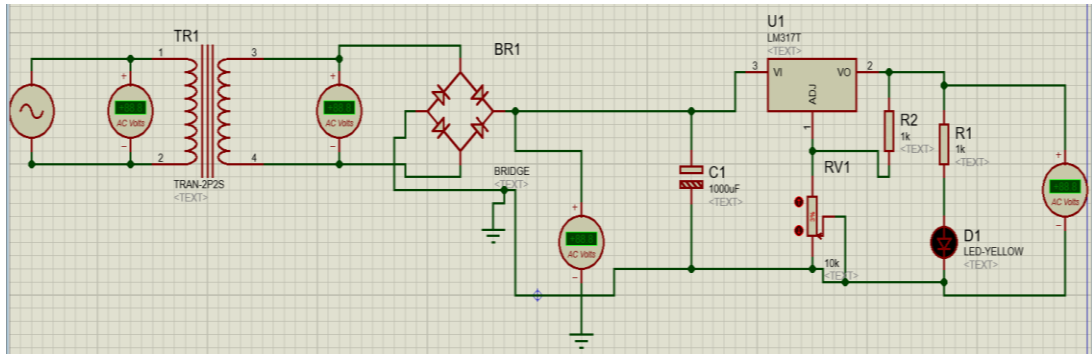 TR1
1
3
2
4
TRAN-2P2S
<TEXT>
AC Volts
AC Volts
BR1
BRIDGE
<TEXT>
AC Volts
C1
1000uF
<TEXT>
U1
LM317T
<TEXT>
3
VI
VO
2
ADJ
1
R2
1k
<TEXT>
R1
1k
<TEXT>
RV1
10k
<TEXT>
D1
LED-YELLOW
<TEXT>
AC Volts